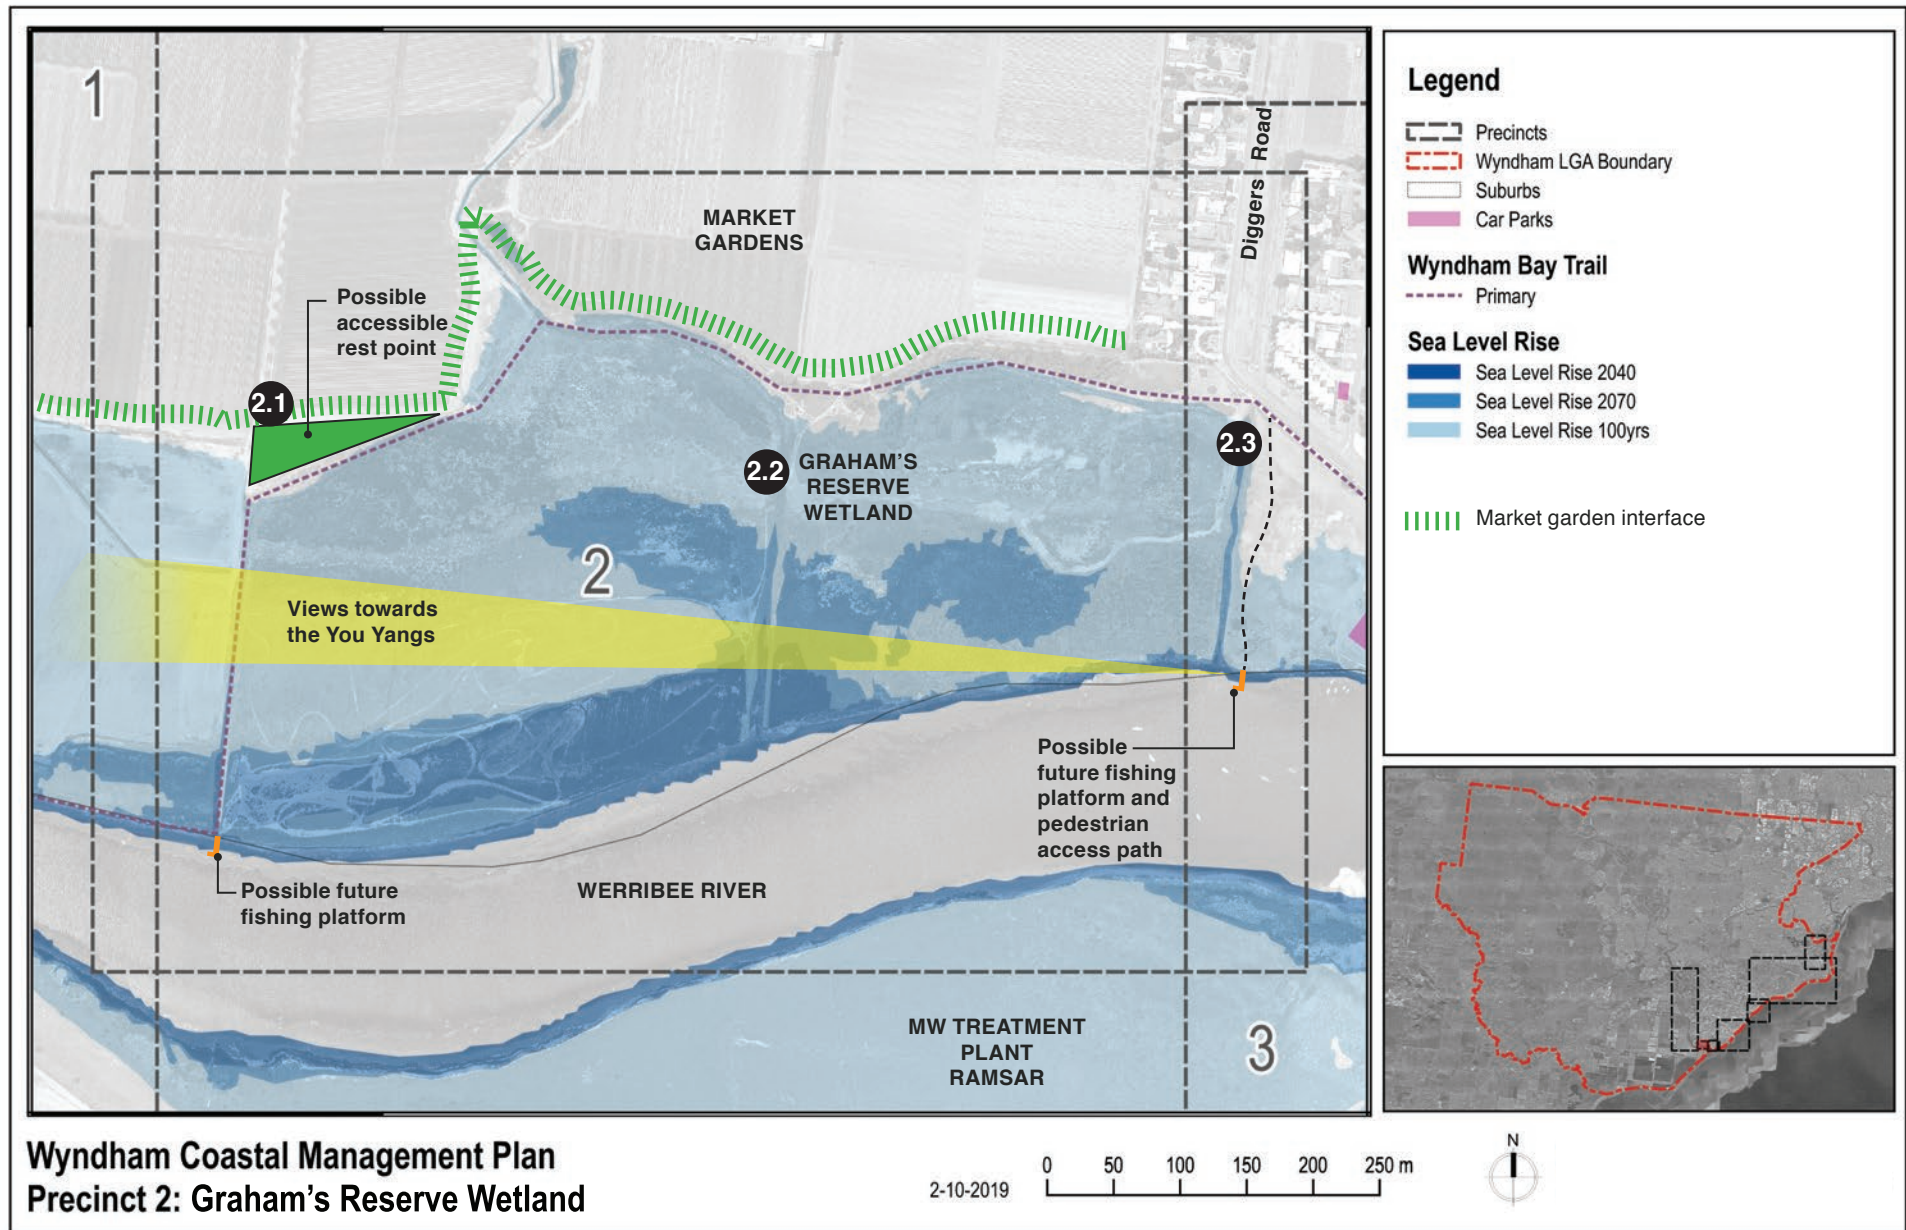 1
MARKET
GARDENS
Diggers Road
Possible
accessible
rest point
2.1
2.2
GRAHAM'S
RESERVE
WETLAND
2.3
2
Views towards
the You Yangs
Possible
future fishing
platform and
pedestrian
access path
Possible future
fishing platform
WERRIBEE RIVER
MW TREATMENT
PLANT
RAMSAR
3
Legend
Precincts
Wyndham LGA Boundary
Suburbs
Car Parks
Wyndham Bay Trail
Primary
Sea Level Rise
Sea Level Rise 2040
Sea Level Rise 2070
Sea Level Rise 100yrs
Market garden interface
Wyndham Coastal Management Plan
Precinct 2: Graham's Reserve Wetland
2-10-2019
0 50 100 150 200 250 m
N